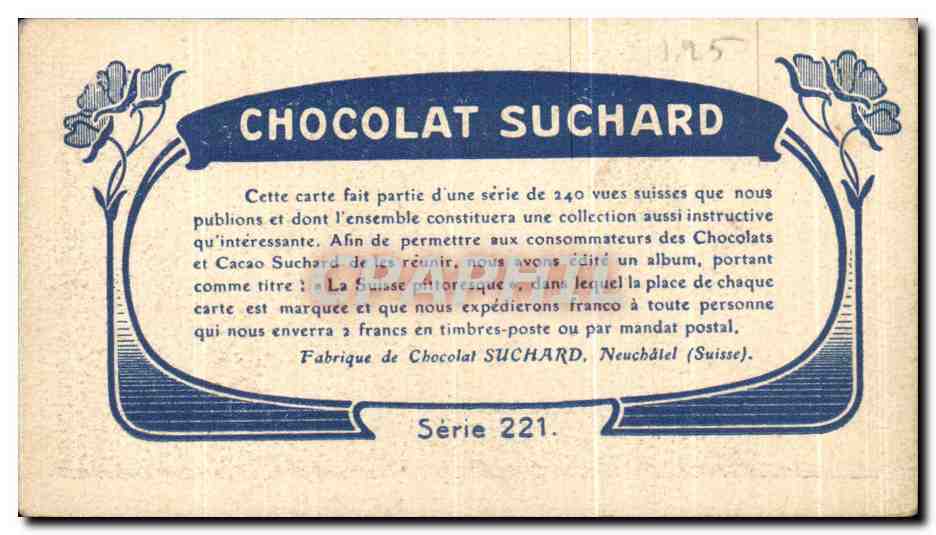 1,25
CHOCOLAT SUCHARD
Cette carte fait partie d'une série de 240 vues suisses que nous
publions et dont l'ensemble constituera une collection aussi instructive
qu'intéressante. Afin de permettre aux consommateurs des Chocolats
et Cacao Suchard de les réunir, nous avons édité un album, portant
comme titre : « La Suisse pittoresque », dans lequel la place de chaque
carte est marquée et que nous expédierons franco à toute personne
qui nous enverra 2 francs en timbres-poste ou par mandat postal.
Fabrique de Chocolat SUCHARD, Neuchâtel (Suisse).
Série 221.
CPARAMA